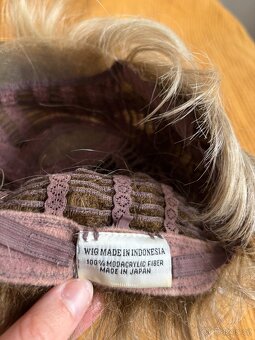 WIG MADE IN INDONESIA
100% MODACRYLIC FIBER
MADE IN JAPAN